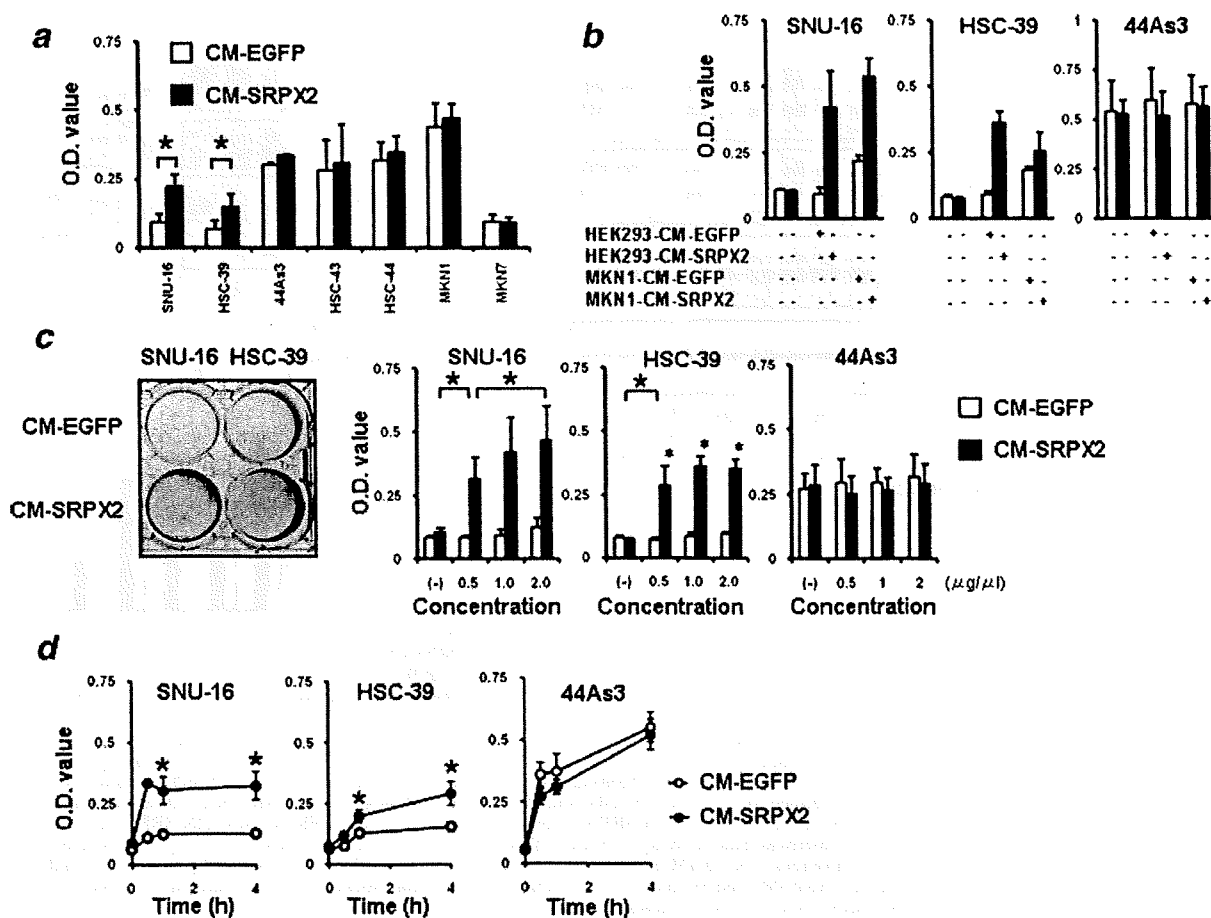 a
0.75
0.5
0.25
0
O.D. value
CM-EGFP
CM-SRPX2
*
*
SNU-16
HSC-39
44As3
HSC-43
HSC-44
MKN1
MKN7
b
SNU-16
HSC-39
44As3
O.D. value
0.75
0.5
0.25
0
0.75
0.5
0.25
0
1
0.75
0.5
0.25
0
HEK293-CM-EGFP - - + - - - - - + - - - - - + - - -
HEK293-CM-SRPX2 - - - + - - - - - + - - - - - + - -
MKN1-CM-EGFP - - - - + - - - - - + - - - - - + -
MKN1-CM-SRPX2 - - - - - + - - - - - + - - - - - +
c
SNU-16 HSC-39
CM-EGFP
CM-SRPX2
SNU-16
HSC-39
44As3
O.D. value
0.75
0.5
0.25
0
0.75
0.5
0.25
0
0.75
0.5
0.25
0
* *
* * * *
CM-EGFP
CM-SRPX2
(-) 0.5 1.0 2.0
(-) 0.5 1.0 2.0
(-) 0.5 1 2 (μg/μl)
Concentration
Concentration
Concentration
d
SNU-16
HSC-39
44As3
O.D. value
0.75
0.5
0.25
0
0.75
0.5
0.25
0
0.75
0.5
0.25
0
* *
* *
CM-EGFP
CM-SRPX2
0 2 4
0 2 4
0 2 4
Time (h)
Time (h)
Time (h)